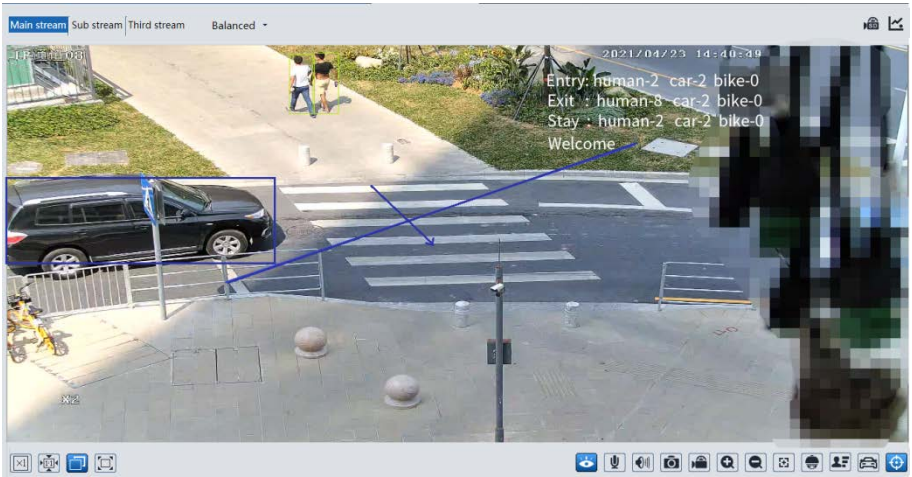 Main stream Sub stream Third stream Balanced
2021/04/23 14:40:49
Entry: human-2 car-2 bike-0
Exit : human-8 car-2 bike-0
Stay : human-2 car-2 bike-0
Welcome